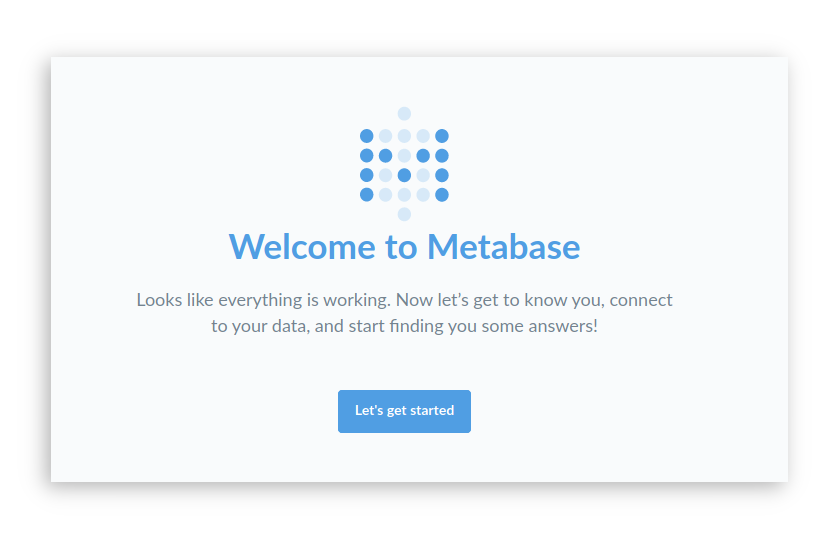 Welcome to Metabase
Looks like everything is working. Now let’s get to know you, connect
to your data, and start finding you some answers!
Let's get started